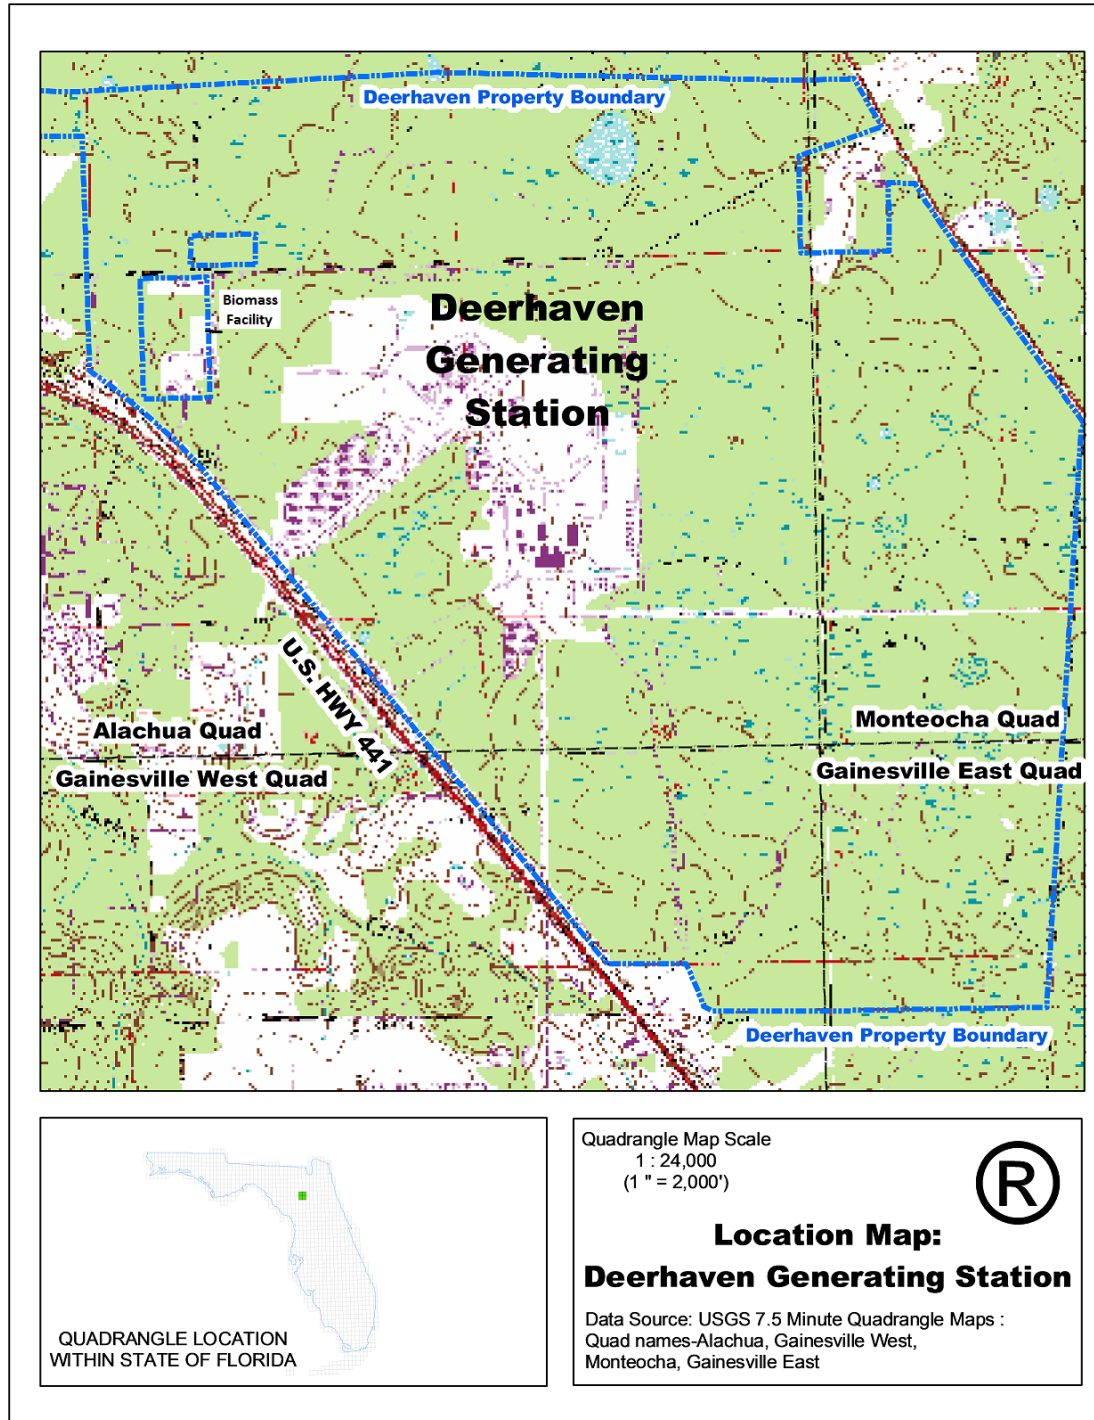 Deerhaven Property Boundary
Biomass
Facility
Deerhaven
Generating
Station
U.S. HWY 441
Alachua Quad
Monteocha Quad
Gainesville West Quad
Gainesville East Quad
Deerhaven Property Boundary
QUADRANGLE LOCATION
WITHIN STATE OF FLORIDA
Quadrangle Map Scale
1 : 24,000
(1 " = 2,000')
®
Location Map:
Deerhaven Generating Station
Data Source: USGS 7.5 Minute Quadrangle Maps :
Quad names-Alachua, Gainesville West,
Monteocha, Gainesville East